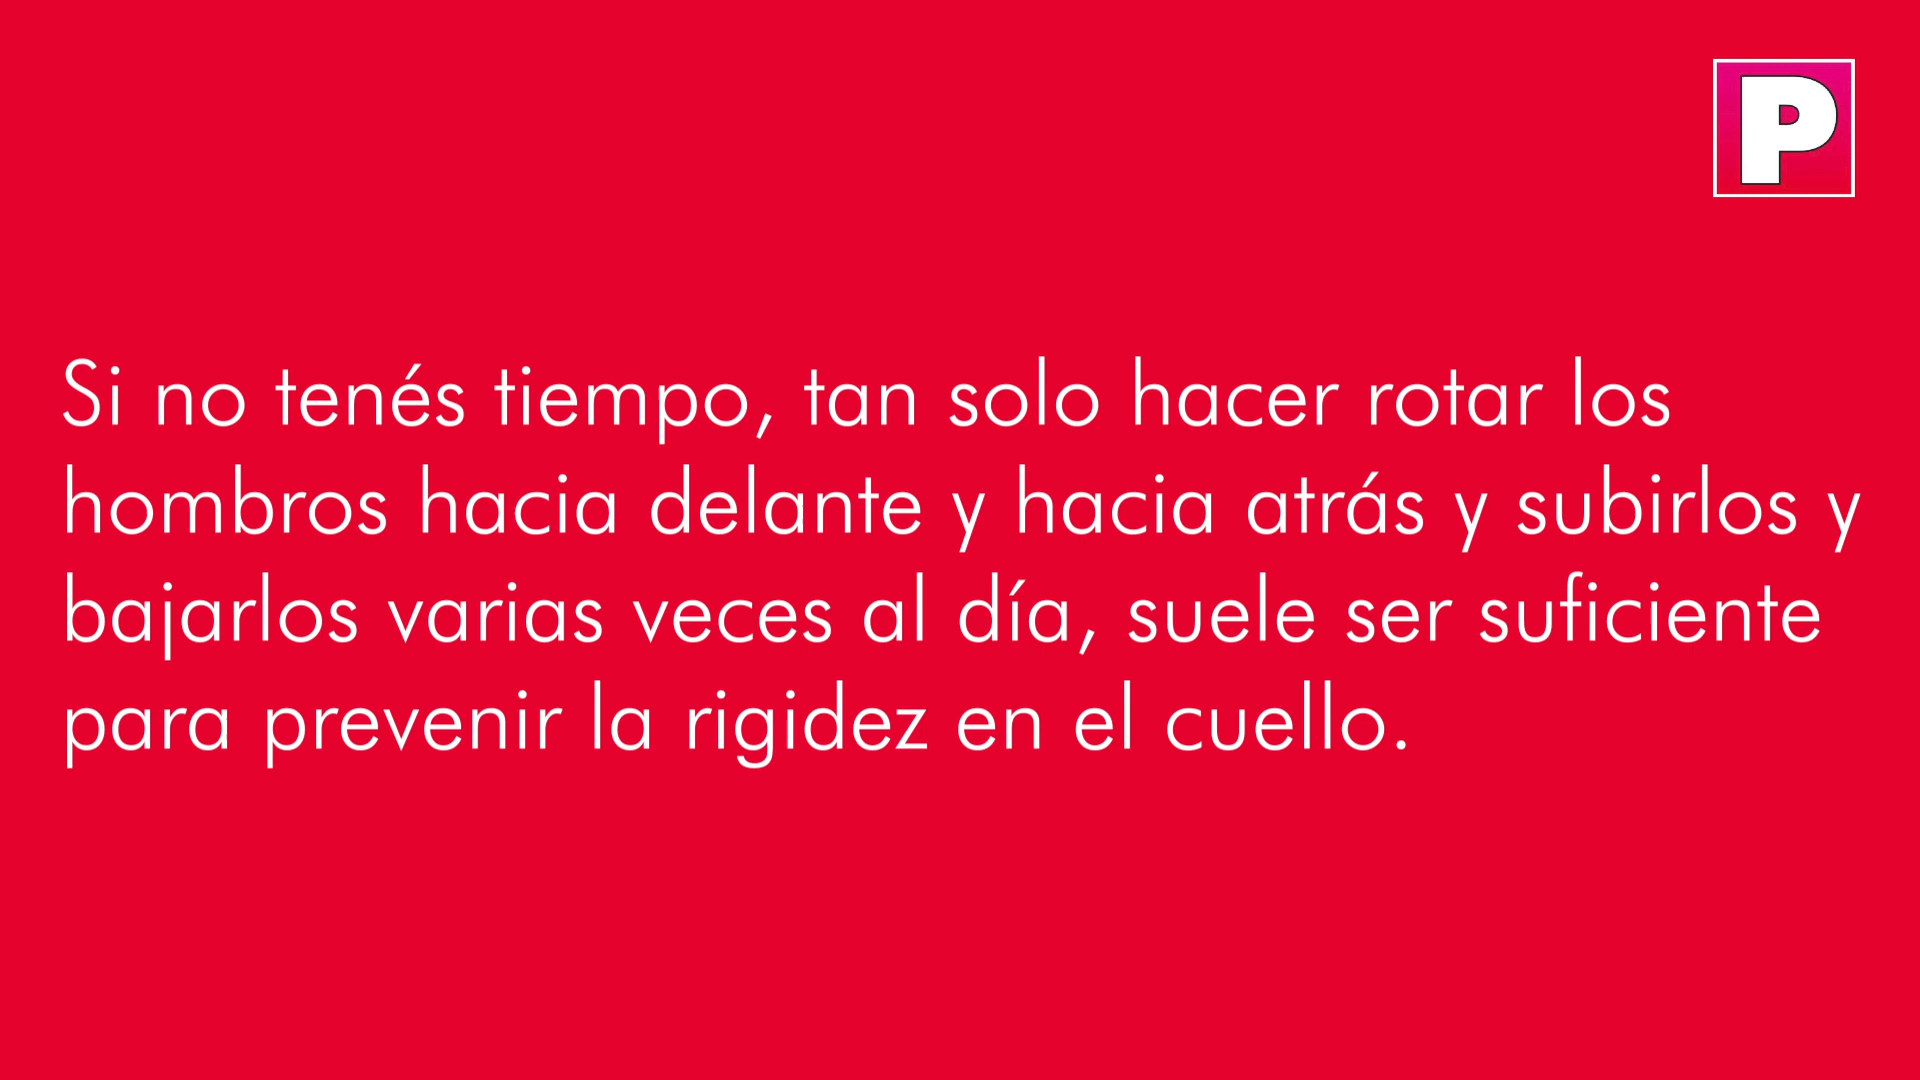 P
Si no tenés tiempo, tan solo hacer rotar los
hombros hacia delante y hacia atrás y subirlos y
bajarlos varias veces al día, suele ser suficiente
para prevenir la rigidez en el cuello.